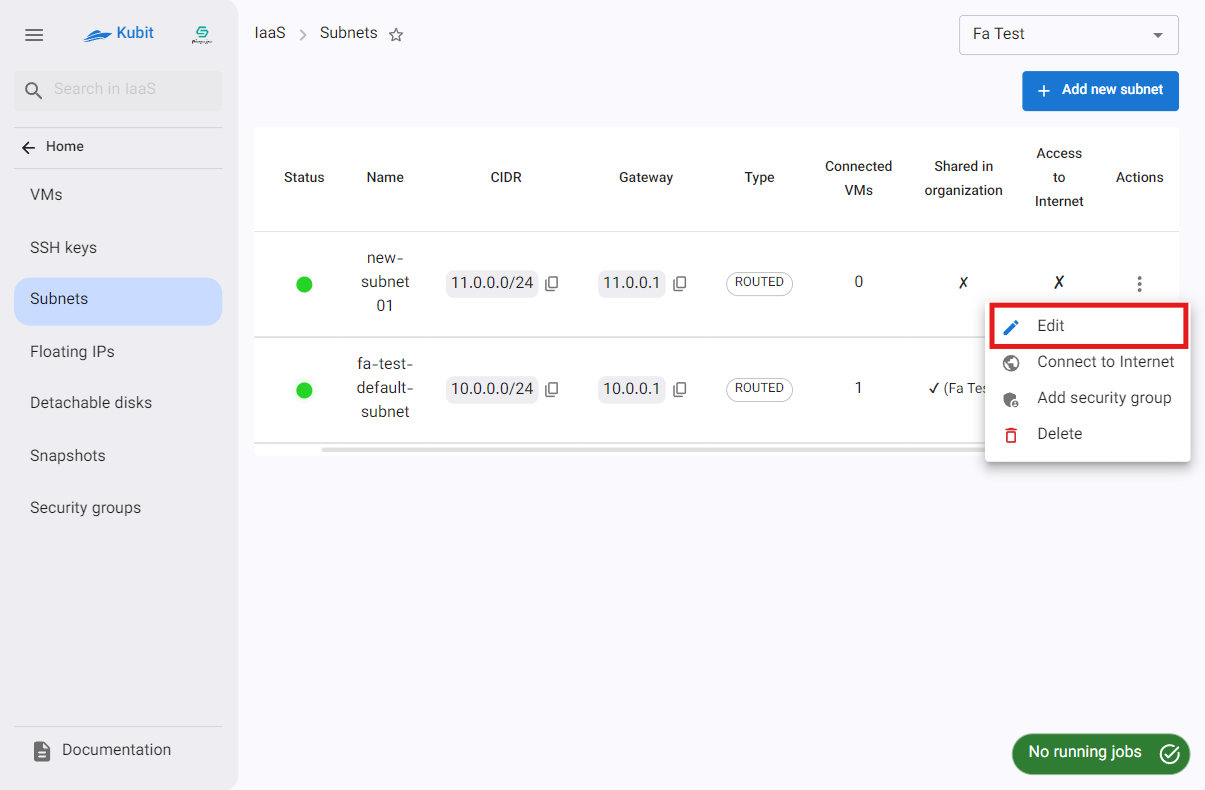 Kubit
Search in IaaS
Home
VMs
SSH keys
Subnets
Floating IPs
Detachable disks
Snapshots
Security groups
Documentation
IaaS
Subnets
Fa Test
Add new subnet
Status
Name
CIDR
Gateway
Type
Connected
VMs
Shared in
organization
Access
to
Internet
Actions
new-
subnet
01
11.0.0.0/24
11.0.0.1
ROUTED
0
✗
✗
fa-test-
default-
subnet
10.0.0.0/24
10.0.0.1
ROUTED
1
✓ (Fa Tes
Edit
Connect to Internet
Add security group
Delete
No running jobs